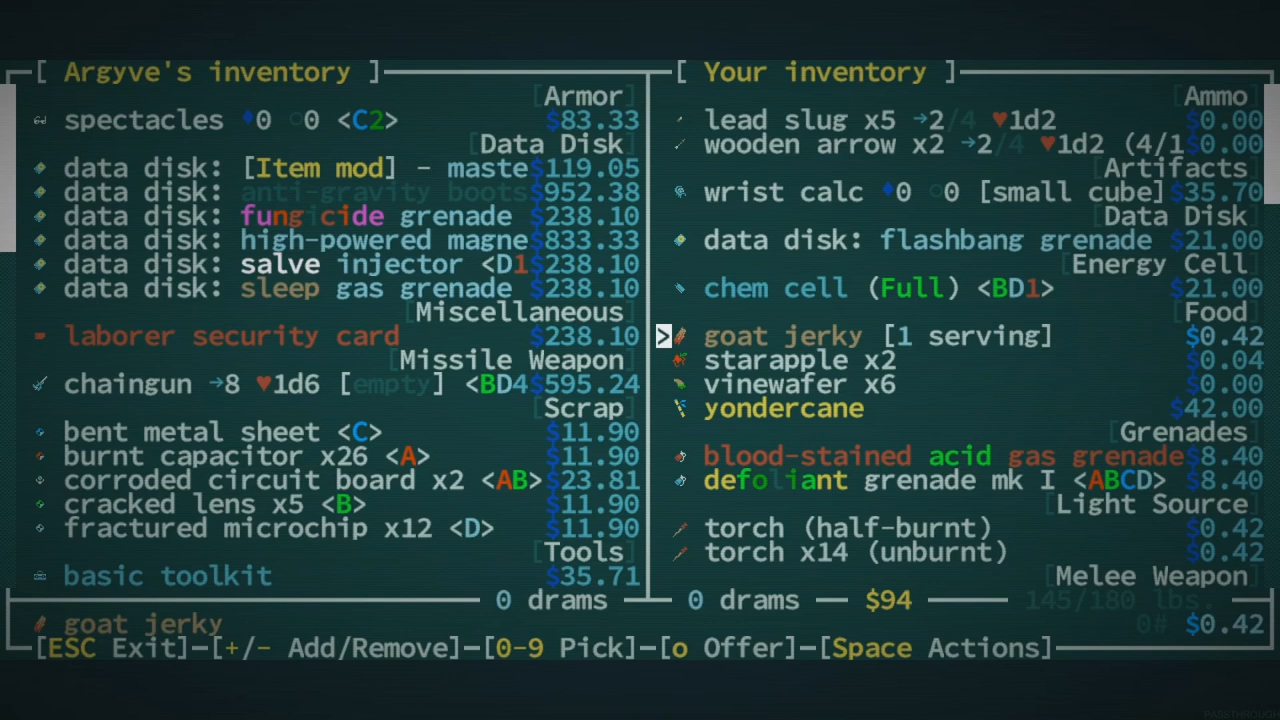 [ Argyve's inventory ]
[Armor]
spectacles ♦0 ○0 <C2> $83.33
[Data Disk]
data disk: [Item mod] - maste $119.05
data disk: anti-gravity boots $952.38
data disk: fungicide grenade $238.10
data disk: high-powered magne $833.33
data disk: salve injector <D1 $238.10
data disk: sleep gas grenade $238.10
[Miscellaneous]
laborer security card $238.10
[Missile Weapon]
chaingun →8 ♥1d6 [empty] <BD4 $595.24
[Scrap]
bent metal sheet <C> $11.90
burnt capacitor x26 <A> $11.90
corroded circuit board x2 <AB> $23.81
cracked lens x5 <B> $11.90
fractured microchip x12 <D> $11.90
[Tools]
basic toolkit $35.71
0 drams
[ Your inventory ]
[Ammo]
lead slug x5 →2/4 ♥1d2 $0.00
wooden arrow x2 →2/4 ♥1d2 (4/1 $0.00
[Artifacts]
wrist calc ♦0 ○0 [small cube] $35.70
[Data Disk]
data disk: flashbang grenade $21.00
[Energy Cell]
chem cell (Full) <BD1> $21.00
[Food]
> goat jerky [1 serving] $0.42
starapple x2 $0.04
vinewafer x6 $0.00
yondercane $42.00
[Grenades]
blood-stained acid gas grenade $8.40
defoliant grenade mk I <ABCD> $8.40
[Light Source]
torch (half-burnt) $0.42
torch x14 (unburnt) $0.42
[Melee Weapon]
0 drams — $94 — 145/180 lbs.
goat jerky 0# $0.42
[ESC Exit]—[+/- Add/Remove]—[0-9 Pick]—[o Offer]—[Space Actions]